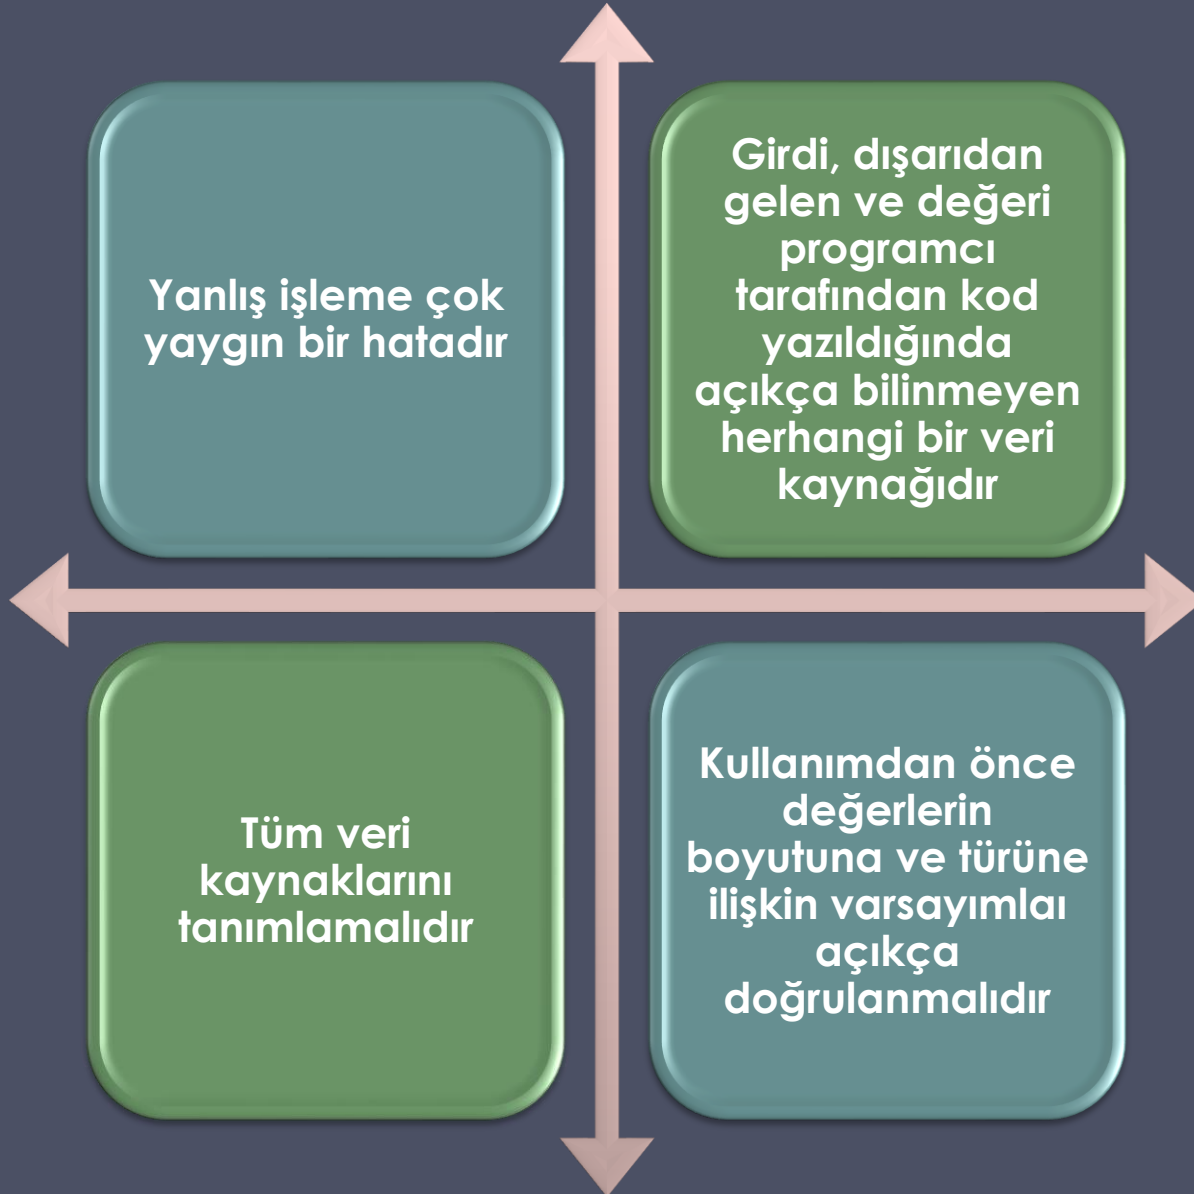 Yanlış işleme çok
yaygın bir hatadır
Girdi, dışarıdan
gelen ve değeri
programcı
tarafından kod
yazıldığında
açıkça bilinmeyen
herhangi bir veri
kaynağıdır
Tüm veri
kaynaklarını
tanımlamalıdır
Kullanımdan önce
değerlerin
boyutuna ve türüne
ilişkin varsayımlaı
açıkça
doğrulanmalıdır